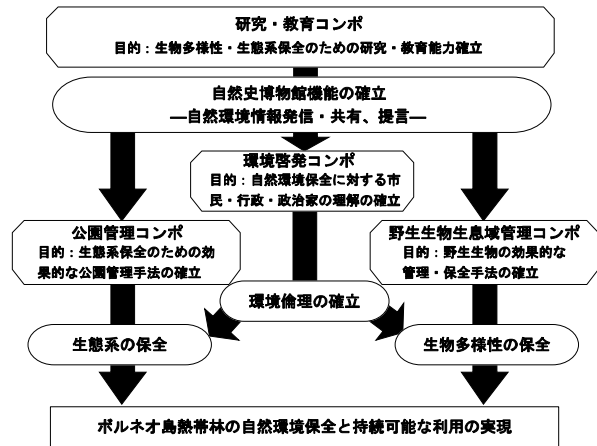 研究・教育コンポ
目的：生物多様性・生態系保全のための研究・教育能力確立
自然史博物館機能の確立
―自然環境情報発信・共有、提言―
環境啓発コンポ
目的：自然環境保全に対する市
民・行政・政治家の理解の確立
公園管理コンポ
目的：生態系保全のための効
果的な公園管理手法の確立
野生生物生息域管理コンポ
目的：野生生物の効果的な
管理・保全手法の確立
環境倫理の確立
生態系の保全
生物多様性の保全
ボルネオ島熱帯林の自然環境保全と持続可能な利用の実現